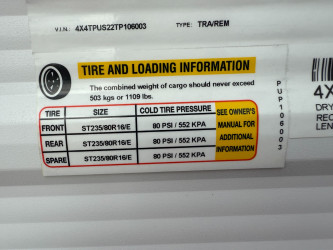 V.I.N.: 4X4TPUS22TP106003 TYPE: TRA/REM
TIRE AND LOADING INFORMATION
The combined weight of cargo should never exceed
503 kgs or 1109 lbs.
TIRE SIZE COLD TIRE PRESSURE
FRONT ST235/80R16/E 80 PSI / 552 KPA
REAR ST235/80R16/E 80 PSI / 552 KPA
SPARE ST235/80R16/E 80 PSI / 552 KPA
SEE OWNER'S
MANUAL FOR
ADDITIONAL
INFORMATION
PUP106003
4X
DRY
REC
LEN